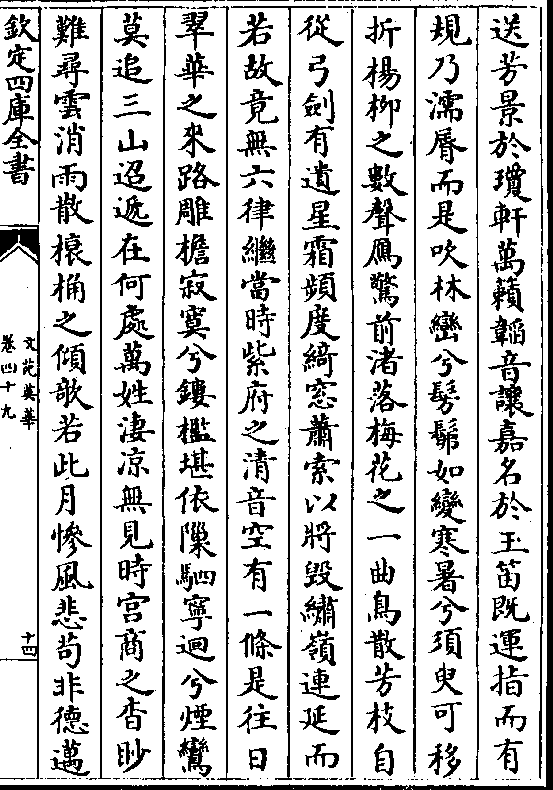 送芳景於瓊軒萬籟韜音讓嘉名於玉笛既運指而有
規乃濡脣而是吹林巒兮髣髴如變寒暑兮須臾可移
折楊柳之數聲鴈驚前渚落梅花之一曲鳥散芳枝自
從弓劍有遺星霜頻度綺窓蕭索以將毀繡嶺連延而
若故竟無六律繼當時紫府之清音空有一條是往日
翠華之來路雕檐寂寞兮鏤檻堪依隟駟寧迴兮煙鸞
莫追三山迢遞在何處萬姓淒凉無見時宮商之杳眇
難尋雲消雨散榱桷之傾欹若此月慘風悲茍非德邁
欽定四庫全書
文苑英華
卷四十九
十四